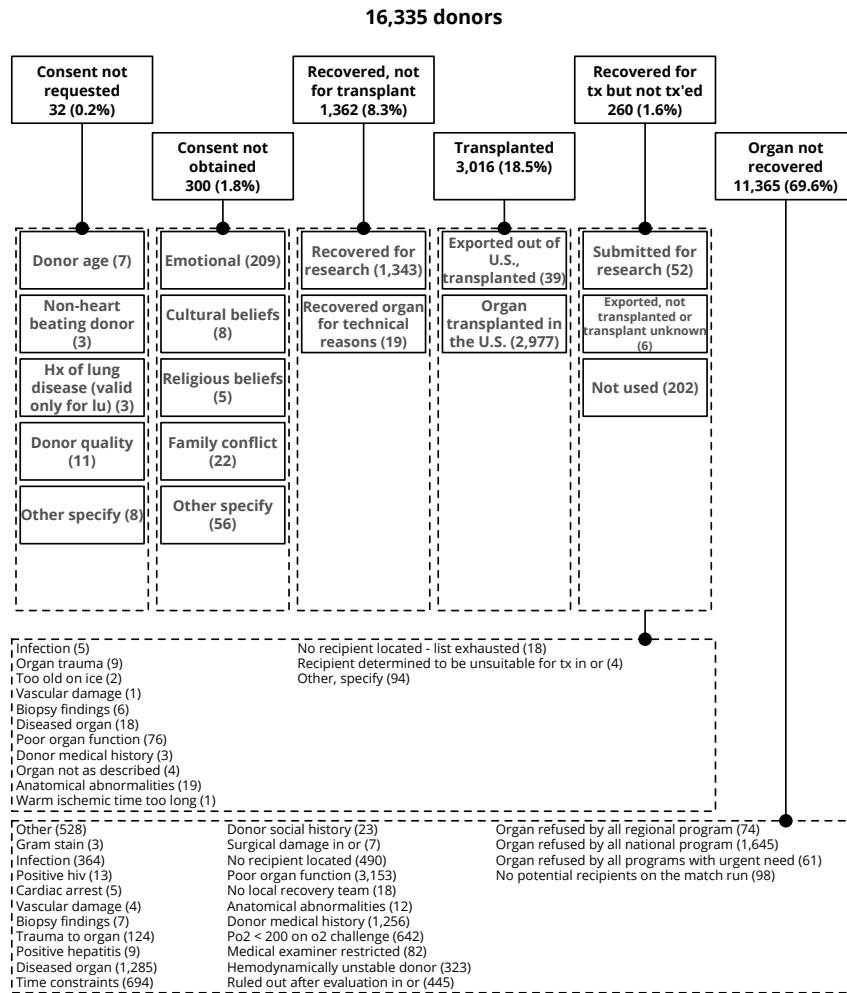 16,335 donors
Consent not
requested
32 (0.2%)
Recovered, not
for transplant
1,362 (8.3%)
Recovered for
tx but not tx'ed
260 (1.6%)
Consent not
obtained
300 (1.8%)
Transplanted
3,016 (18.5%)
Organ not
recovered
11,365 (69.6%)
Donor age (7)
Non-heart
beating donor
(3)
Hx of lung
disease (valid
only for lu) (3)
Donor quality
(11)
Other specify (8)
Emotional (209)
Cultural beliefs
(8)
Religious beliefs
(5)
Family conflict
(22)
Other specify
(56)
Recovered for
research (1,343)
Recovered organ
for technical
reasons (19)
Exported out of
U.S.,
transplanted (39)
Organ
transplanted in
the U.S. (2,977)
Submitted for
research (52)
Exported, not
transplanted or
transplant unknown
(6)
Not used (202)
Infection (5)
Organ trauma (9)
Too old on ice (2)
Vascular damage (1)
Biopsy findings (6)
Diseased organ (18)
Poor organ function (76)
Donor medical history (3)
Organ not as described (4)
Anatomical abnormalities (19)
Warm ischemic time too long (1)
No recipient located - list exhausted (18)
Recipient determined to be unsuitable for tx in or (4)
Other, specify (94)
Other (528)
Gram stain (3)
Infection (364)
Positive hiv (13)
Cardiac arrest (5)
Vascular damage (4)
Biopsy findings (7)
Trauma to organ (124)
Positive hepatitis (9)
Diseased organ (1,285)
Time constraints (694)
Donor social history (23)
Surgical damage in or (7)
No recipient located (490)
Poor organ function (3,153)
No local recovery team (18)
Anatomical abnormalities (12)
Donor medical history (1,256)
Po2 < 200 on o2 challenge (642)
Medical examiner restricted (82)
Hemodynamically unstable donor (323)
Ruled out after evaluation in or (445)
Organ refused by all regional program (74)
Organ refused by all national program (1,645)
Organ refused by all programs with urgent need (61)
No potential recipients on the match run (98)